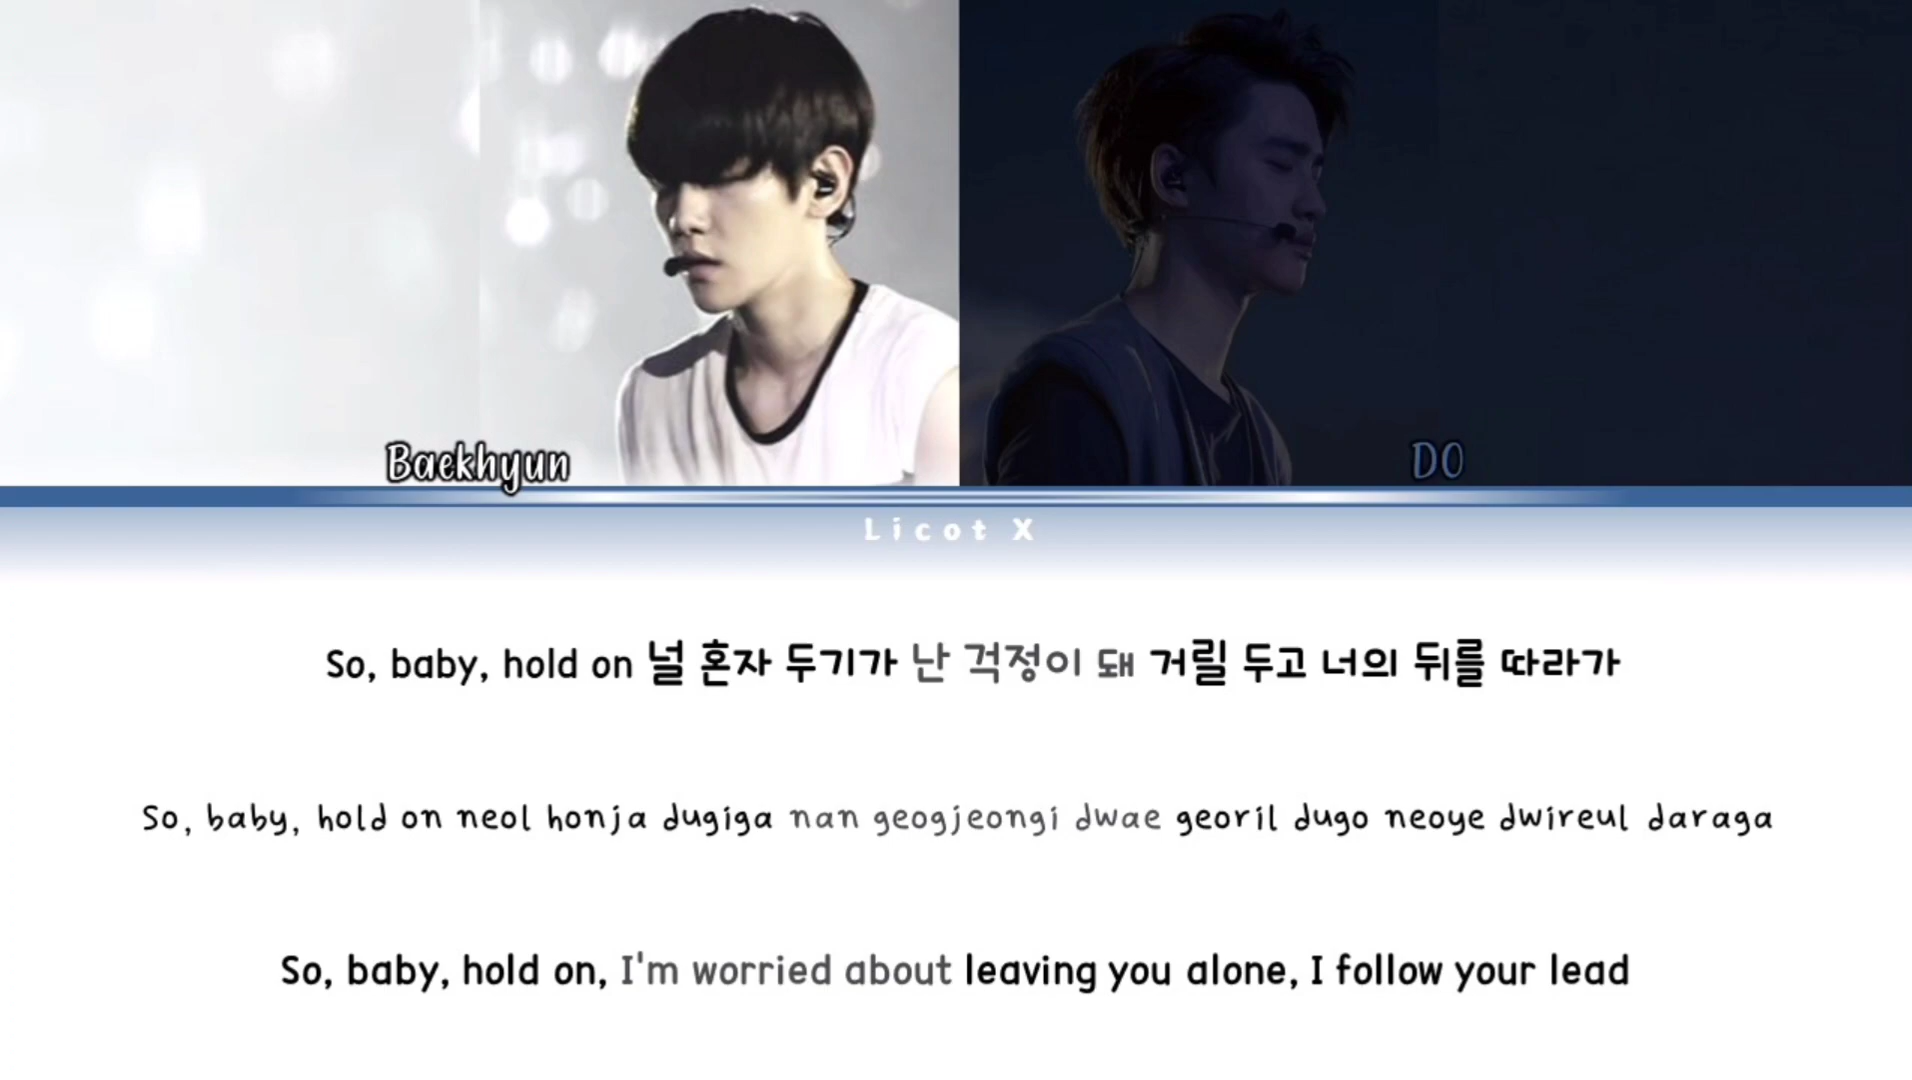 Baekhyun
DO
Licot X
So, baby, hold on 널 혼자 두기가 난 걱정이 돼 거릴 두고 너의 뒤를 따라가
So, baby, hold on neol honja dugiga nan geogjeongi dwae georil dugo neoye dwireul daraga
So, baby, hold on, I'm worried about leaving you alone, I follow your lead